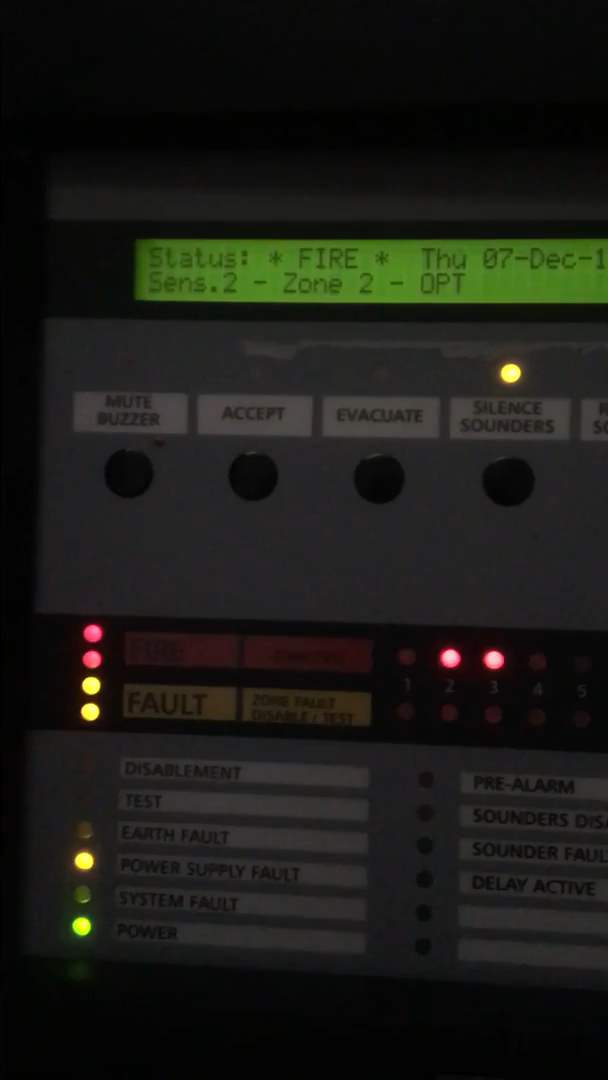 Status: * FIRE * Thu 07-Dec-1
Sens.2 - Zone 2 - OPT
MUTE BUZZER
ACCEPT
EVACUATE
SILENCE SOUNDERS
FIRE
1 2 3 4 5
FAULT
ZONE FAULT
DISABLE / TEST
DISABLEMENT
TEST
EARTH FAULT
POWER SUPPLY FAULT
SYSTEM FAULT
POWER
PRE-ALARM
SOUNDERS DISA
SOUNDER FAUL
DELAY ACTIVE